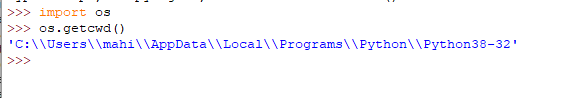 >>> import os
>>> os.getcwd()
'C:\\Users\\mahi\\AppData\\Local\\Programs\\Python\\Python38-32'
>>>